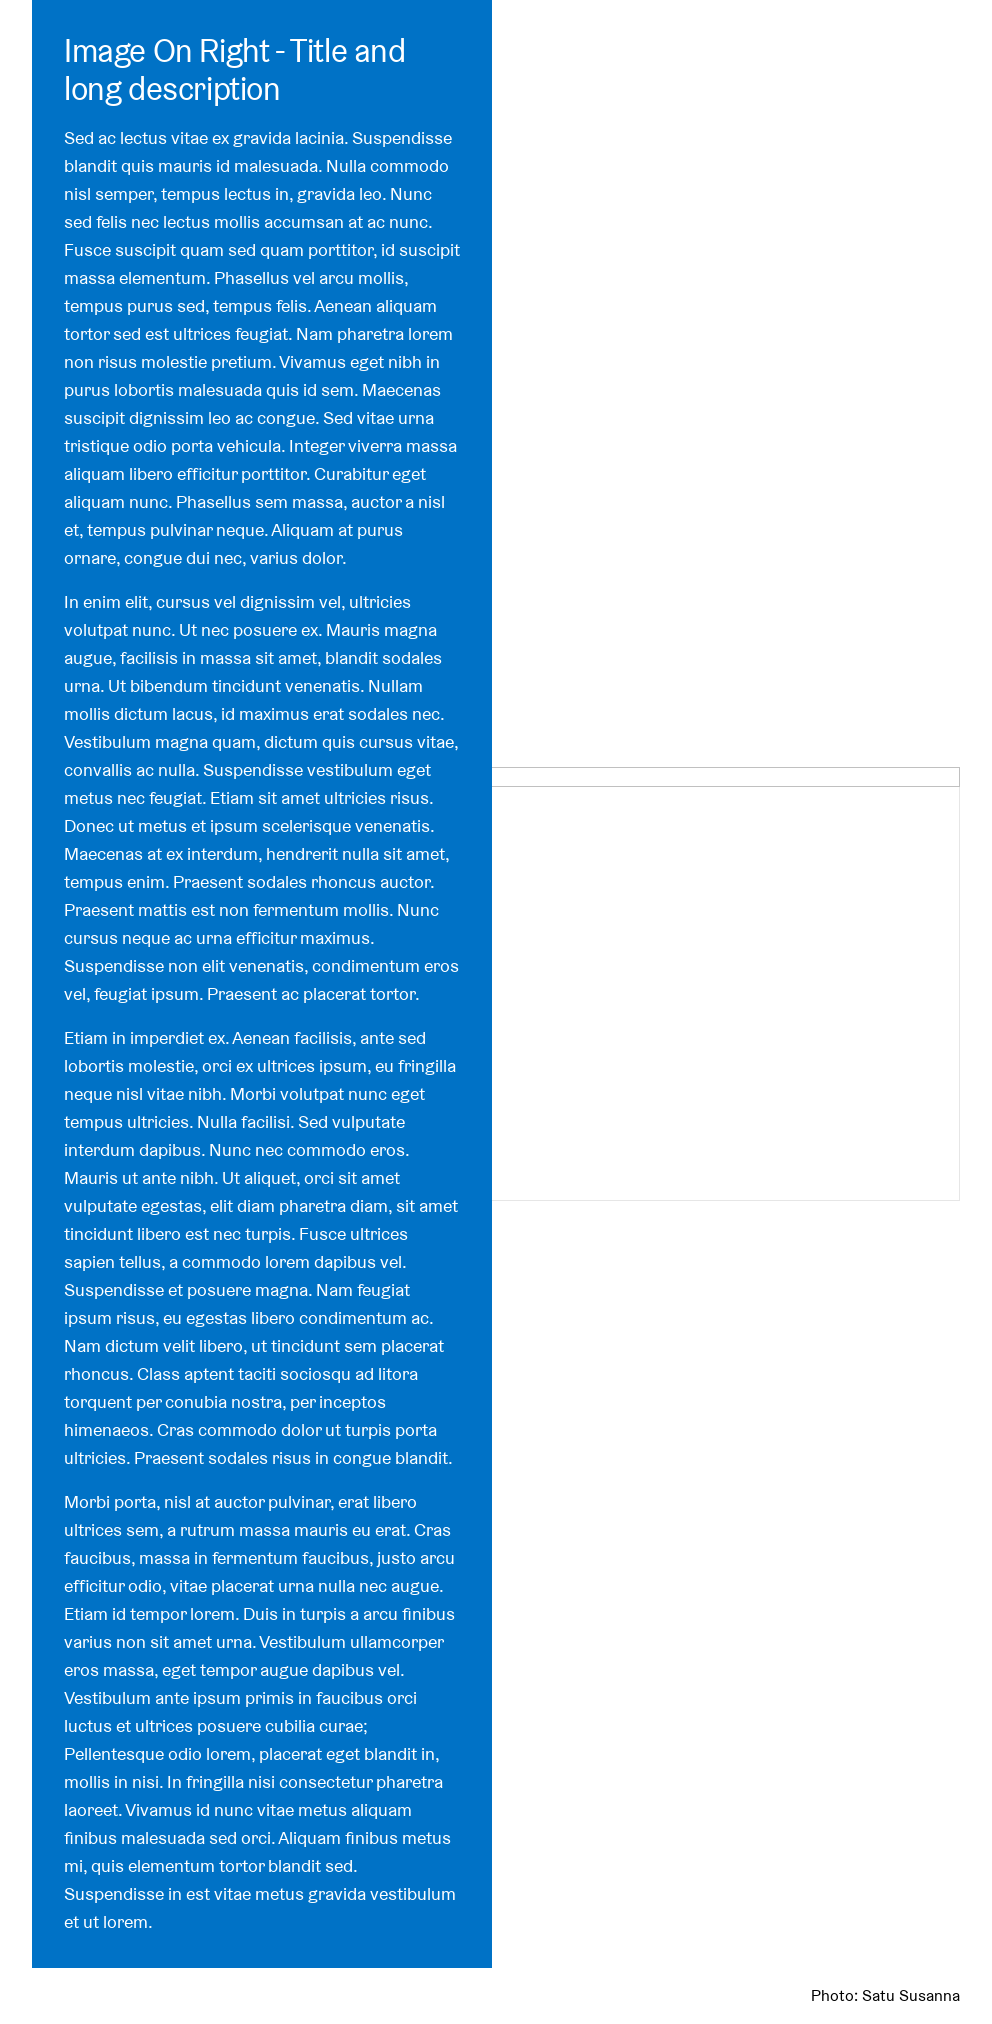 Image On Right - Title and
long description
Sed ac lectus vitae ex gravida lacinia. Suspendisse
blandit quis mauris id malesuada. Nulla commodo
nisl semper, tempus lectus in, gravida leo. Nunc
sed felis nec lectus mollis accumsan at ac nunc.
Fusce suscipit quam sed quam porttitor, id suscipit
massa elementum. Phasellus vel arcu mollis,
tempus purus sed, tempus felis. Aenean aliquam
tortor sed est ultrices feugiat. Nam pharetra lorem
non risus molestie pretium. Vivamus eget nibh in
purus lobortis malesuada quis id sem. Maecenas
suscipit dignissim leo ac congue. Sed vitae urna
tristique odio porta vehicula. Integer viverra massa
aliquam libero efficitur porttitor. Curabitur eget
aliquam nunc. Phasellus sem massa, auctor a nisl
et, tempus pulvinar neque. Aliquam at purus
ornare, congue dui nec, varius dolor.
In enim elit, cursus vel dignissim vel, ultricies
volutpat nunc. Ut nec posuere ex. Mauris magna
augue, facilisis in massa sit amet, blandit sodales
urna. Ut bibendum tincidunt venenatis. Nullam
mollis dictum lacus, id maximus erat sodales nec.
Vestibulum magna quam, dictum quis cursus vitae,
convallis ac nulla. Suspendisse vestibulum eget
metus nec feugiat. Etiam sit amet ultricies risus.
Donec ut metus et ipsum scelerisque venenatis.
Maecenas at ex interdum, hendrerit nulla sit amet,
tempus enim. Praesent sodales rhoncus auctor.
Praesent mattis est non fermentum mollis. Nunc
cursus neque ac urna efficitur maximus.
Suspendisse non elit venenatis, condimentum eros
vel, feugiat ipsum. Praesent ac placerat tortor.
Etiam in imperdiet ex. Aenean facilisis, ante sed
lobortis molestie, orci ex ultrices ipsum, eu fringilla
neque nisl vitae nibh. Morbi volutpat nunc eget
tempus ultricies. Nulla facilisi. Sed vulputate
interdum dapibus. Nunc nec commodo eros.
Mauris ut ante nibh. Ut aliquet, orci sit amet
vulputate egestas, elit diam pharetra diam, sit amet
tincidunt libero est nec turpis. Fusce ultrices
sapien tellus, a commodo lorem dapibus vel.
Suspendisse et posuere magna. Nam feugiat
ipsum risus, eu egestas libero condimentum ac.
Nam dictum velit libero, ut tincidunt sem placerat
rhoncus. Class aptent taciti sociosqu ad litora
torquent per conubia nostra, per inceptos
himenaeos. Cras commodo dolor ut turpis porta
ultricies. Praesent sodales risus in congue blandit.
Morbi porta, nisl at auctor pulvinar, erat libero
ultrices sem, a rutrum massa mauris eu erat. Cras
faucibus, massa in fermentum faucibus, justo arcu
efficitur odio, vitae placerat urna nulla nec augue.
Etiam id tempor lorem. Duis in turpis a arcu finibus
varius non sit amet urna. Vestibulum ullamcorper
eros massa, eget tempor augue dapibus vel.
Vestibulum ante ipsum primis in faucibus orci
luctus et ultrices posuere cubilia curae;
Pellentesque odio lorem, placerat eget blandit in,
mollis in nisi. In fringilla nisi consectetur pharetra
laoreet. Vivamus id nunc vitae metus aliquam
finibus malesuada sed orci. Aliquam finibus metus
mi, quis elementum tortor blandit sed.
Suspendisse in est vitae metus gravida vestibulum
et ut lorem.
Photo: Satu Susanna